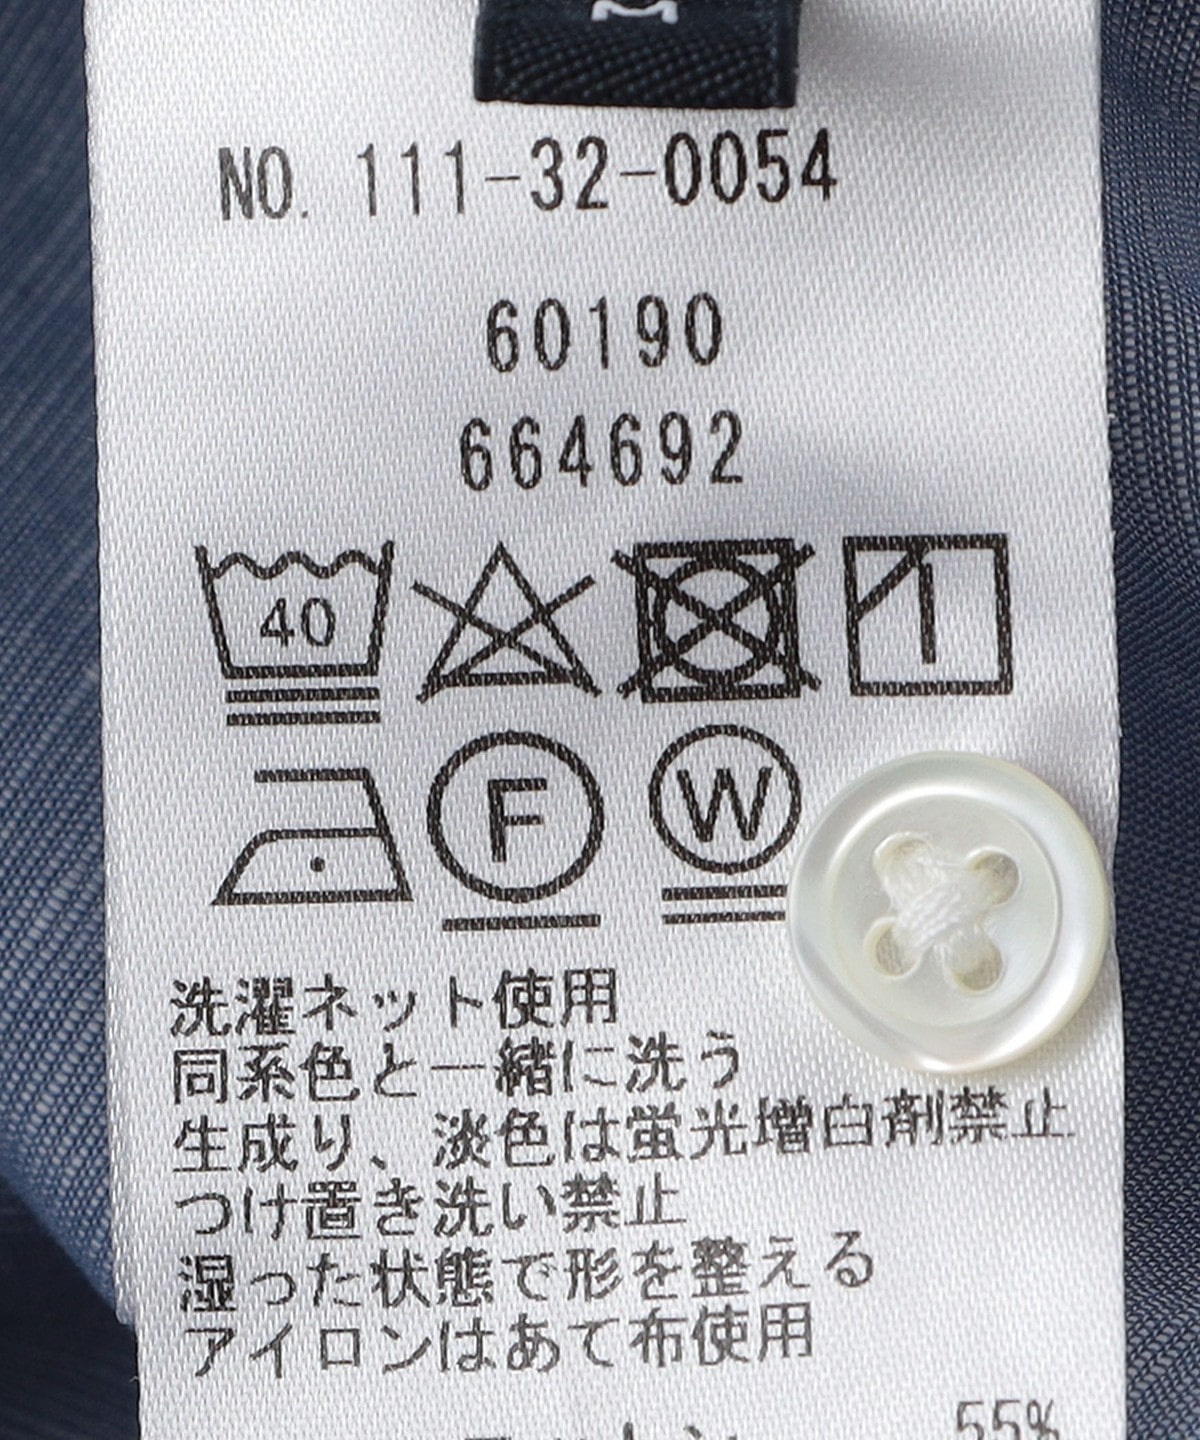 NO. 111-32-0054
60190
664692
40
F
W
洗濯ネット使用
同系色と一緒に洗う
生成り、淡色は蛍光増白剤禁止
つけ置き洗い禁止
湿った状態で形を整える
アイロンはあて布使用
55%